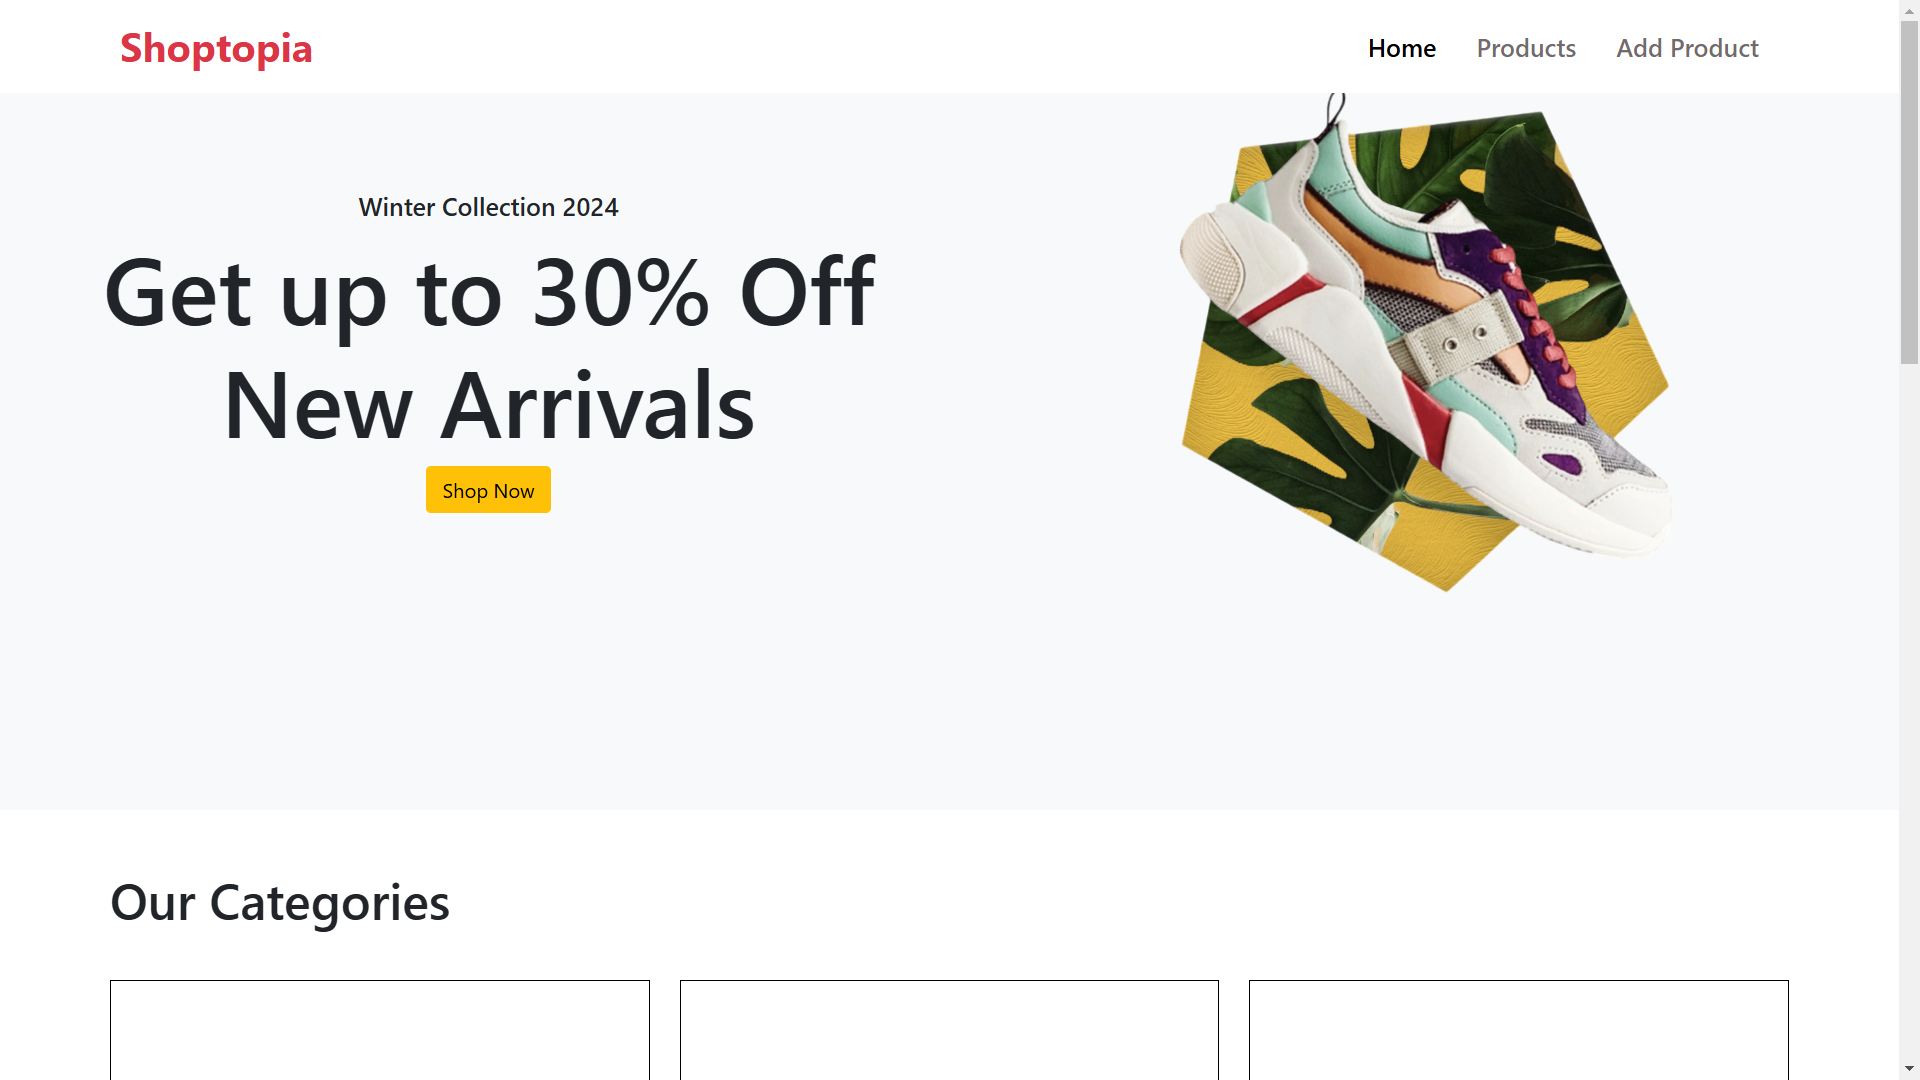 Shoptopia
Home Products Add Product
Winter Collection 2024
Get up to 30% Off
New Arrivals
Shop Now
Our Categories